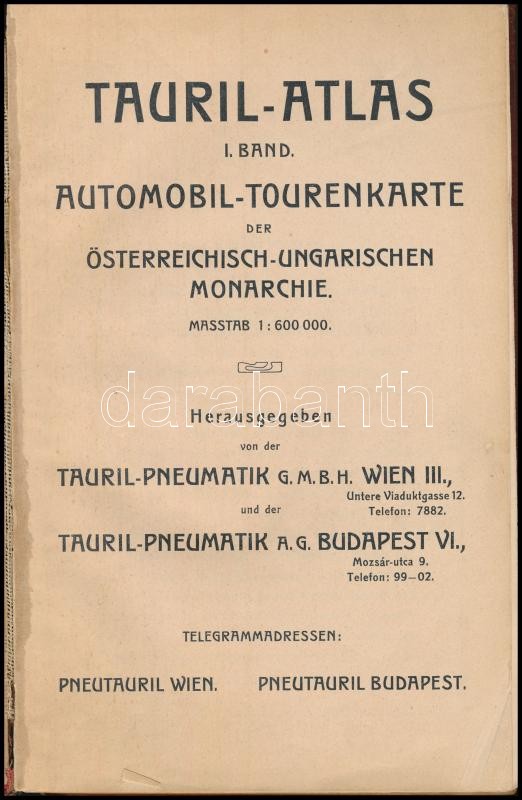 TAURIL-ATLAS
I. BAND.
AUTOMOBIL-TOURENKARTE
DER
ÖSTERREICHISCH-UNGARISCHEN
MONARCHIE.
MASSTAB 1:600 000.
darabanth
Herausgegeben
von der
TAURIL-PNEUMATIK G. M. B. H. WIEN III.,
Untere Viaduktgasse 12.
Telefon: 7882.
und der
TAURIL-PNEUMATIK A. G. BUDAPEST VI.,
Mozsár-utca 9.
Telefon: 99—02.
TELEGRAMMADRESSEN:
PNEUTAURIL WIEN. PNEUTAURIL BUDAPEST.